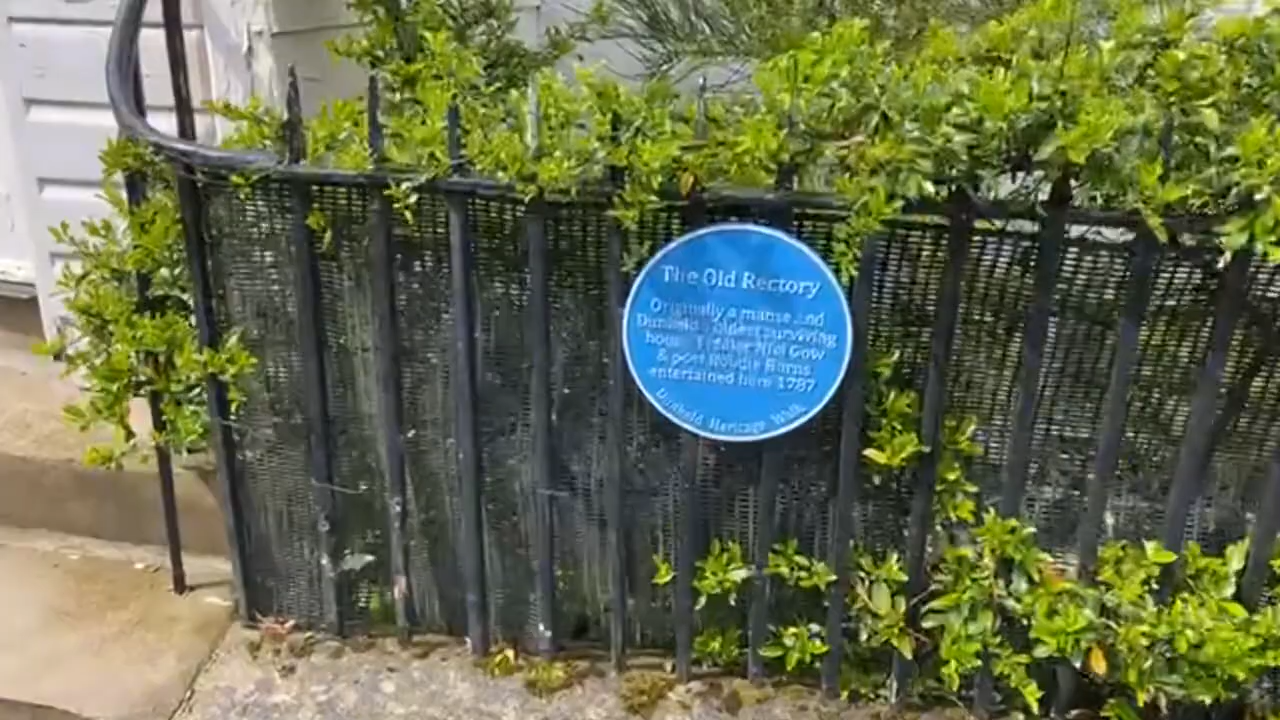 The Old Rectory
Originally a manse and
Dunkeld's oldest surviving
house. Fiddler Niel Gow
& poet Rabbie Burns
entertained here 1787
Dunkeld Heritage Walk